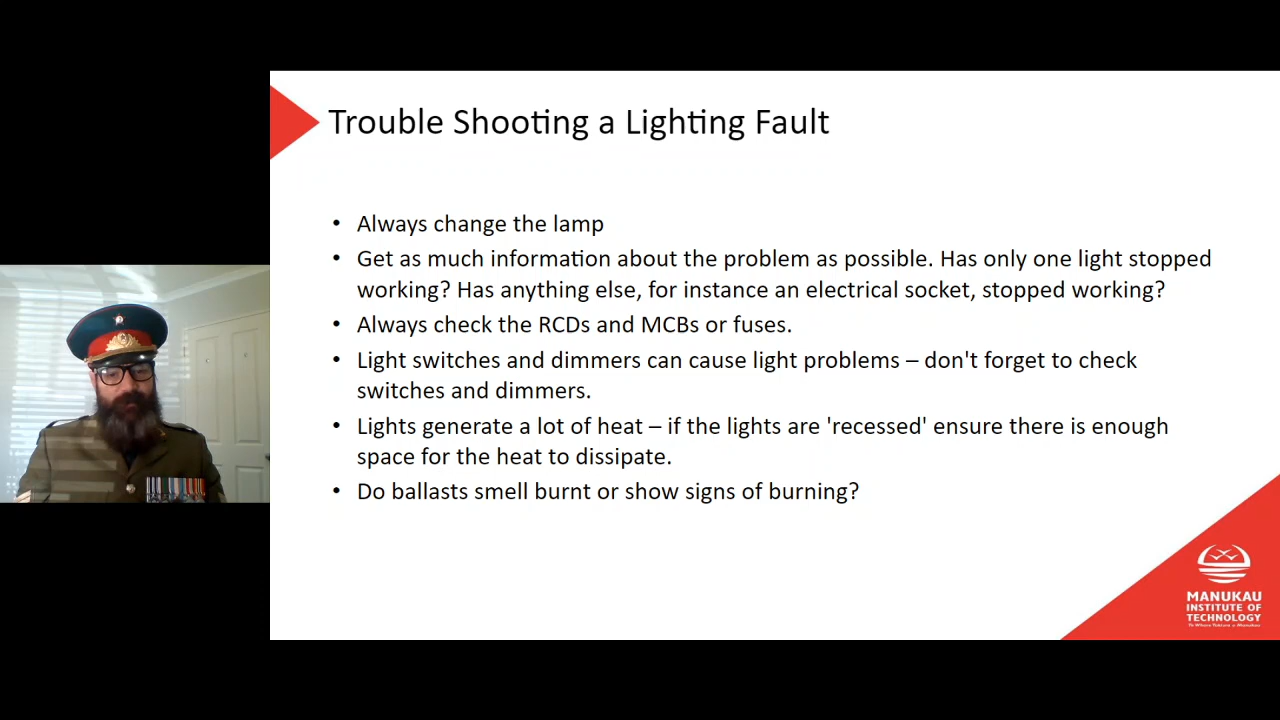 Trouble Shooting a Lighting Fault
• Always change the lamp
• Get as much information about the problem as possible. Has only one light stopped
working? Has anything else, for instance an electrical socket, stopped working?
• Always check the RCDs and MCBs or fuses.
• Light switches and dimmers can cause light problems – don't forget to check
switches and dimmers.
• Lights generate a lot of heat – if the lights are 'recessed' ensure there is enough
space for the heat to dissipate.
• Do ballasts smell burnt or show signs of burning?
MANUKAU
INSTITUTE OF
TECHNOLOGY